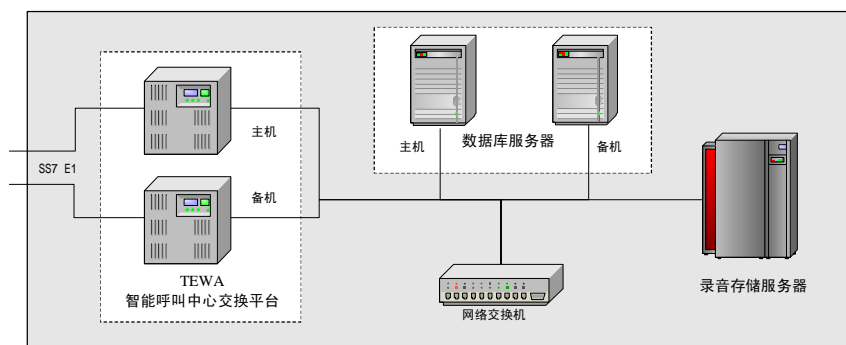 主机
备机
数据库服务器
主机
备机
SS7 E1
TEWA
智能呼叫中心交换平台
网络交换机
录音存储服务器